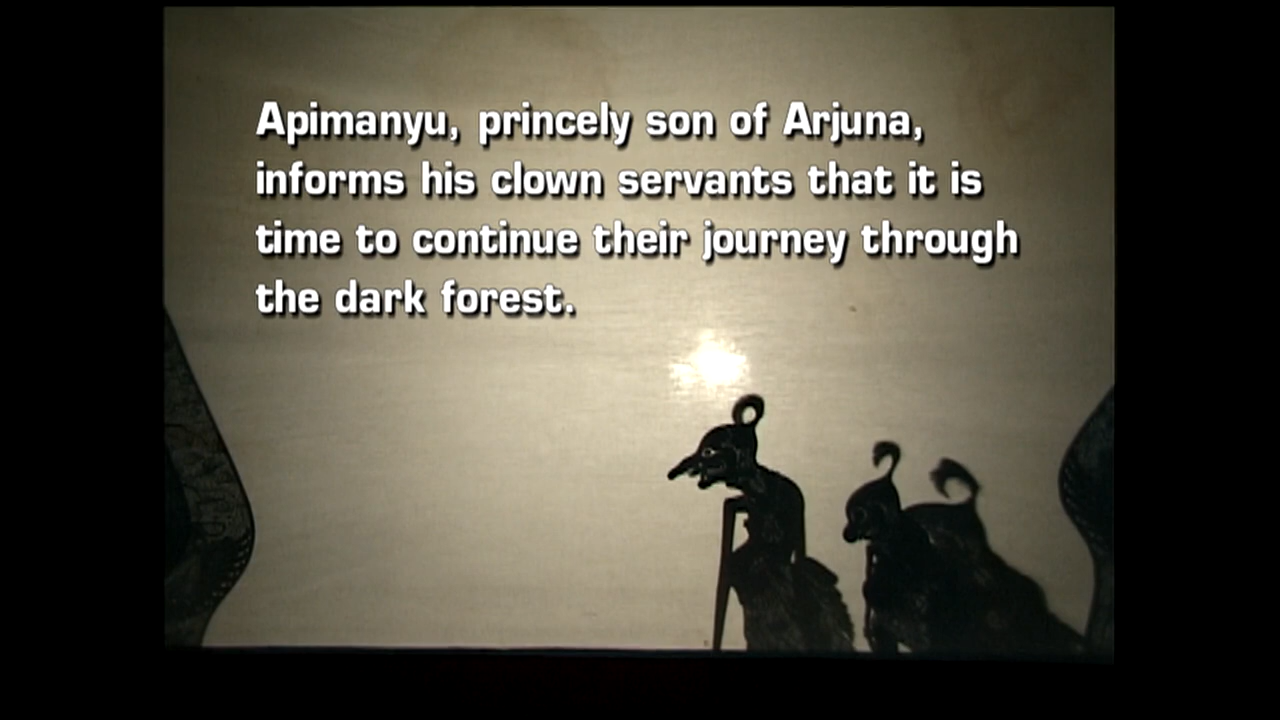 Apimanyu, princely son of Arjuna,
informs his clown servants that it is
time to continue their journey through
the dark forest.